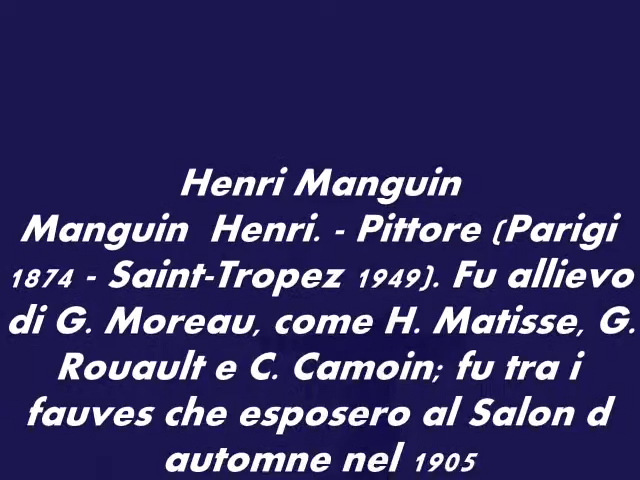 Henri Manguin
Manguin  Henri. - Pittore (Parigi
1874 - Saint-Tropez 1949). Fu allievo
di G. Moreau, come H. Matisse, G.
Rouault e C. Camoin; fu tra i
fauves che esposero al Salon d
automne nel 1905